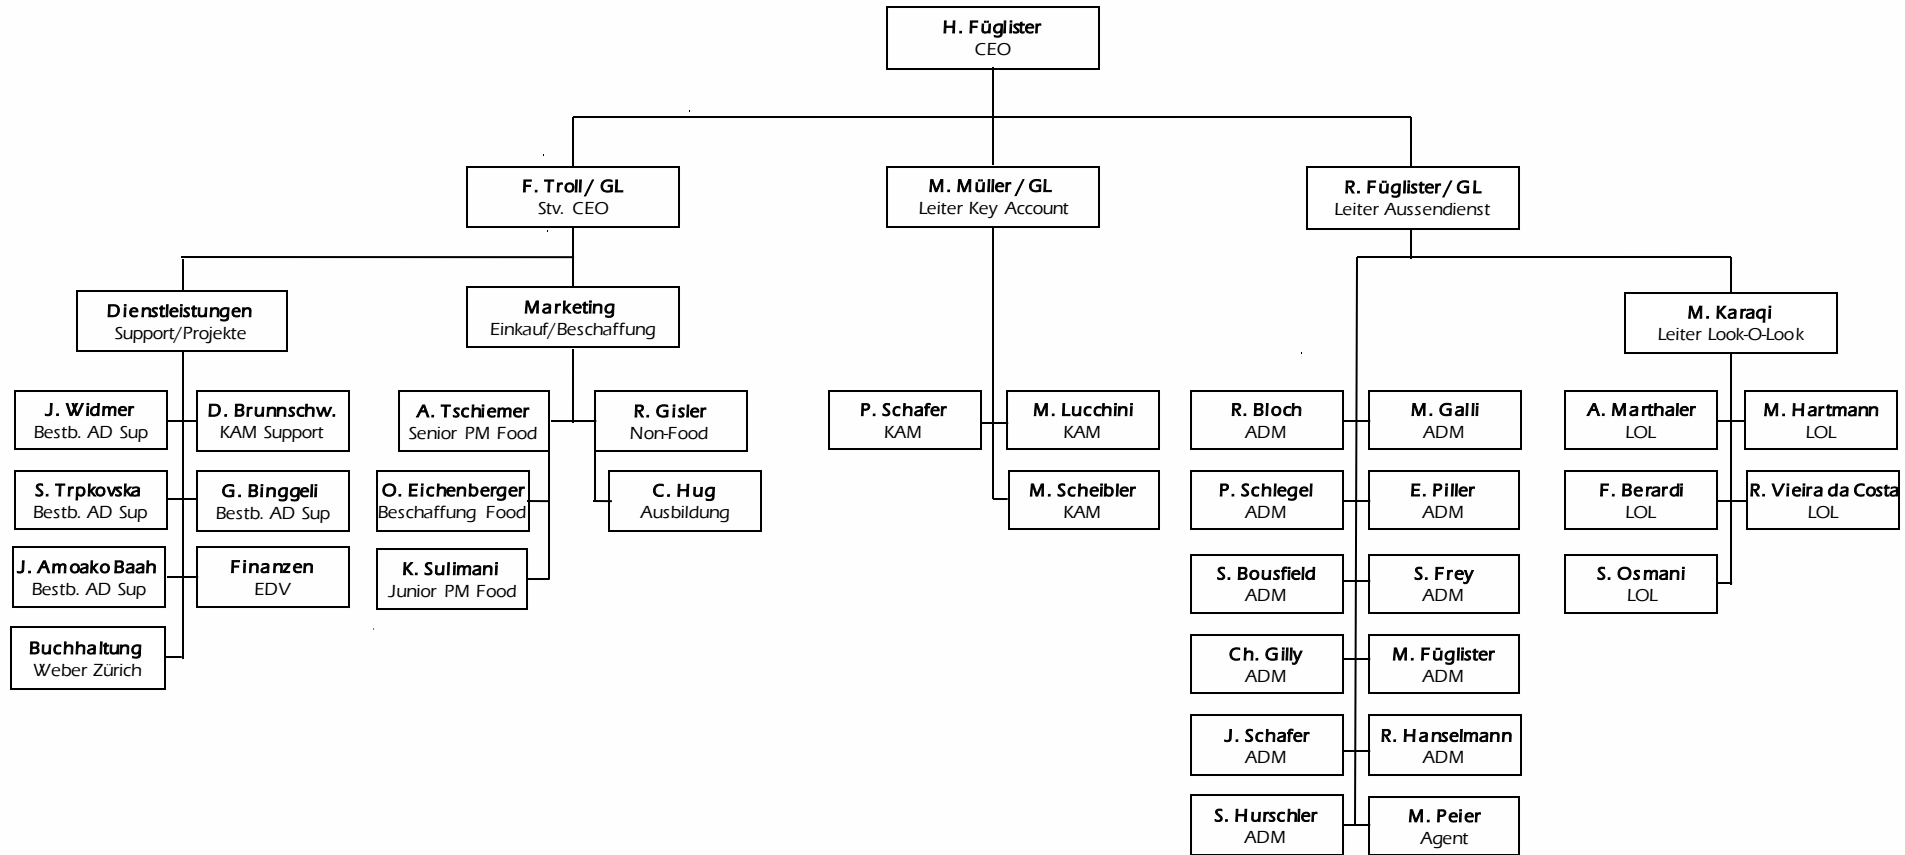 H. Füglister
CEO
F. Troll / GL
Stv. CEO
M. Müller / GL
Leiter Key Account
R. Füglister / GL
Leiter Aussendienst
Dienstleistungen
Support/Projekte
Marketing
Einkauf/Beschaffung
M. Karaqi
Leiter Look-O-Look
J. Widmer
Bestb. AD Sup
D. Brunnschw.
KAM Support
S. Trpkovska
Bestb. AD Sup
G. Binggeli
Bestb. AD Sup
J. Amoako Baah
Bestb. AD Sup
Finanzen
EDV
Buchhaltung
Weber Zürich
A. Tschiemer
Senior PM Food
R. Gisler
Non-Food
O. Eichenberger
Beschaffung Food
C. Hug
Ausbildung
K. Sulimani
Junior PM Food
P. Schafer
KAM
M. Lucchini
KAM
M. Scheibler
KAM
R. Bloch
ADM
M. Galli
ADM
P. Schlegel
ADM
E. Piller
ADM
S. Bousfield
ADM
S. Frey
ADM
Ch. Gilly
ADM
M. Füglister
ADM
J. Schafer
ADM
R. Hanselmann
ADM
S. Hurschler
ADM
M. Peier
Agent
A. Marthaler
LOL
M. Hartmann
LOL
F. Berardi
LOL
R. Vieira da Costa
LOL
S. Osmani
LOL